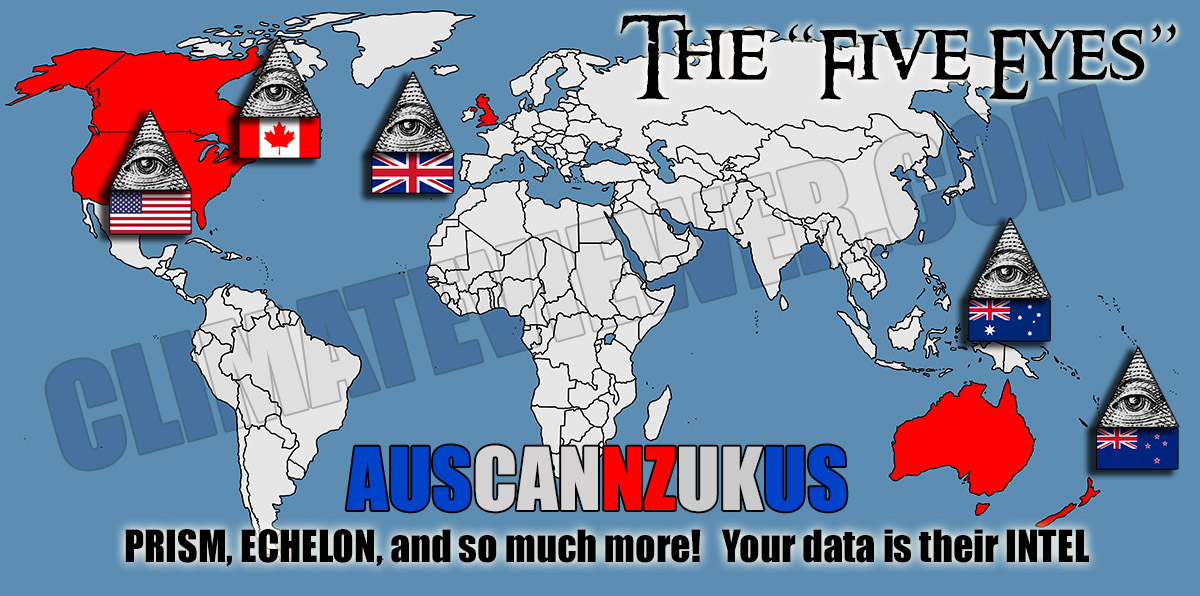 The “Five Eyes”
CLIMATEVIEWER.COM
AUSCANNZUKUS
PRISM, ECHELON, and so much more! Your data is their INTEL